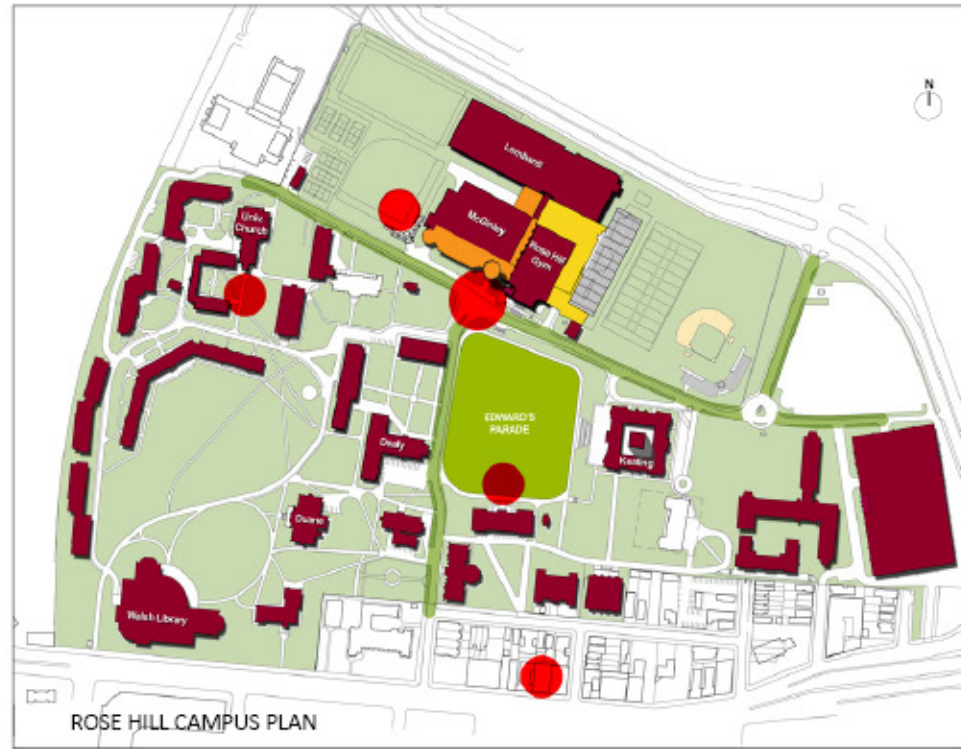 N
Lombardi
McGinley
Rose Hill
Gym
Univ.
Church
EDWARD'S
PARADE
Dealy
Keating
Duane
Walsh Library
ROSE HILL CAMPUS PLAN